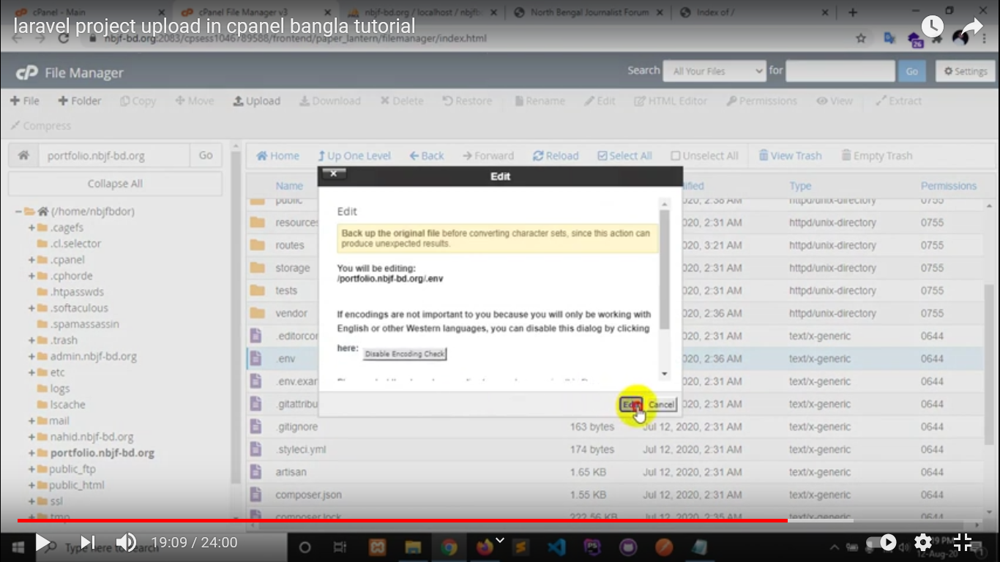 cPanel - Main
cPanel File Manager v3
nbjf-bd.org / localhost / nbjfb
North Bengal Journalist Forum
Index of /
laravel project upload in cpanel bangla tutorial
nbjf-bd.org:2083/cpsess1046789588/frontend/paper_lantern/filemanager/index.html
26
cP File Manager
Search All Your Files for Go Settings
File Folder Copy Move Upload Download Delete Restore Rename Edit HTML Editor Permissions View Extract
Compress
portfolio.nbjf-bd.org Go
Home Up One Level Back Forward Reload Select All Unselect All View Trash Empty Trash
Collapse All
(/home/nbjfbdor)
.cagefs
.cl.selector
.cpanel
.cphorde
.htpasswds
.softaculous
.spamassassin
.trash
admin.nbjf-bd.org
etc
logs
lscache
mail
nahid.nbjf-bd.org
portfolio.nbjf-bd.org
public_ftp
public_html
ssl
tmp
Name Type Permissions
public 2:38 AM httpd/unix-directory 0755
resources 020, 2:31 AM httpd/unix-directory 0755
routes 020, 3:21 AM httpd/unix-directory 0755
storage 020, 2:31 AM httpd/unix-directory 0755
tests 020, 2:31 AM httpd/unix-directory 0755
vendor 020, 2:36 AM httpd/unix-directory 0755
.editorcon 020, 2:31 AM text/x-generic 0644
.env 020, 2:36 AM text/x-generic 0644
.env.exar 020, 2:31 AM text/x-generic 0644
.gitattribu 020, 2:31 AM text/x-generic 0644
.gitignore 163 bytes Jul 12, 2020, 2:31 AM text/x-generic 0644
.styleci.yml 174 bytes Jul 12, 2020, 2:31 AM text/x-generic 0644
artisan 1.65 KB Jul 12, 2020, 2:31 AM text/x-generic 0644
composer.json 1.55 KB Jul 12, 2020, 2:31 AM text/x-generic 0644
composer.lock 222.56 KB Jul 12, 2020, 2:35 AM text/x-generic 0644
Edit
Edit
Back up the original file before converting character sets, since this action can
produce unexpected results.
You will be editing:
/portfolio.nbjf-bd.org/.env
If encodings are not important to you because you will only be working with
English or other Western languages, you can disable this dialog by clicking
here: Disable Encoding Check
Edit Cancel
19:09 / 24:00
Type here to search
PS
12-Aug-20